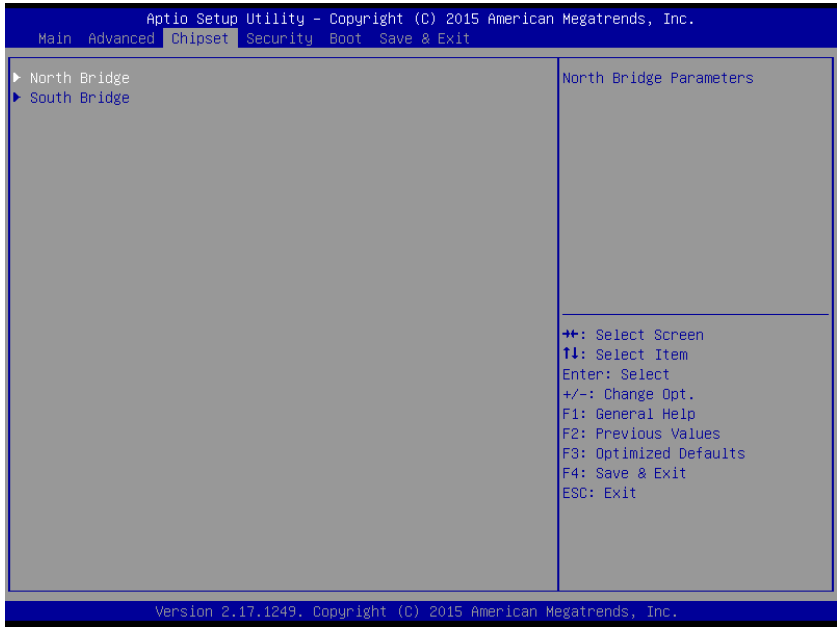 Aptio Setup Utility – Copyright (C) 2015 American Megatrends, Inc.
Main Advanced Chipset Security Boot Save & Exit
▶ North Bridge
▶ South Bridge
North Bridge Parameters
→←: Select Screen
↑↓: Select Item
Enter: Select
+/-: Change Opt.
F1: General Help
F2: Previous Values
F3: Optimized Defaults
F4: Save & Exit
ESC: Exit
Version 2.17.1249. Copyright (C) 2015 American Megatrends, Inc.